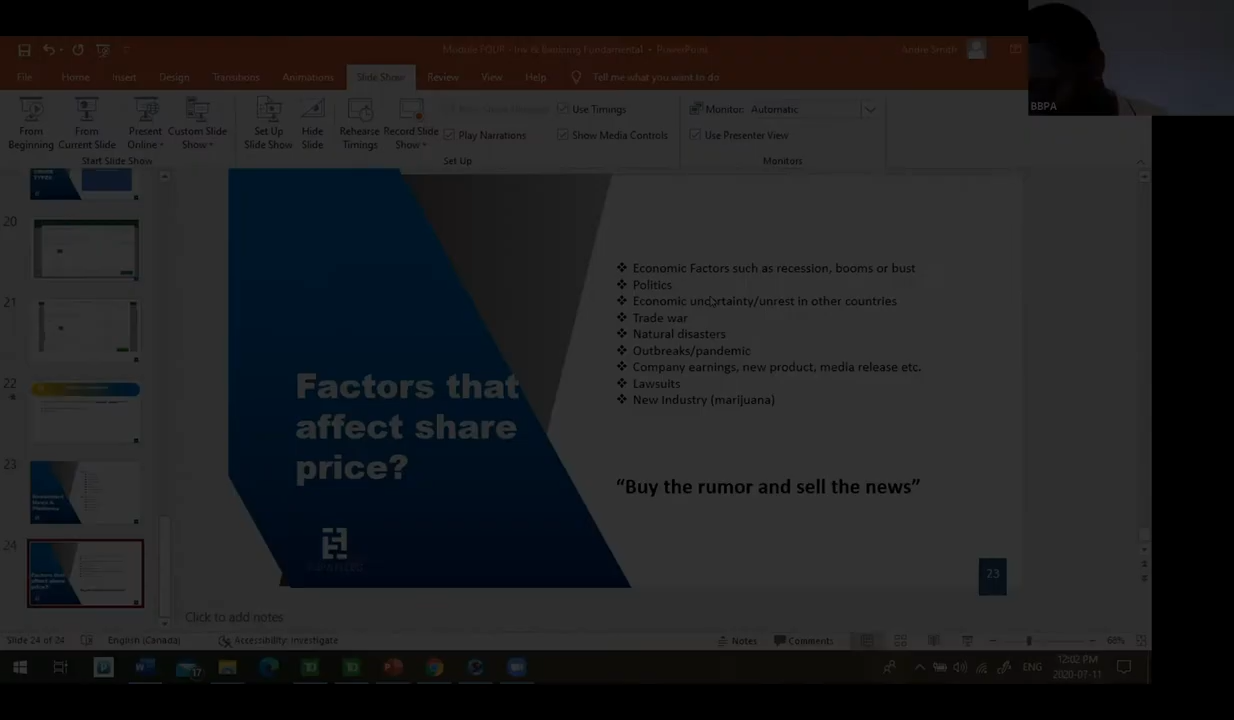 Module FOUR - Inv & Banking Fundamental - PowerPoint
Andre Smith
BBPA
File Home Insert Design Transitions Animations Slide Show Review View Help Tell me what you want to do
From Beginning
From Current Slide
Present Online
Custom Slide Show
Start Slide Show
Set Up Slide Show
Hide Slide
Rehearse Timings
Record Slide Show
Play Narrations
Use Timings
Show Media Controls
Set Up
Monitor: Automatic
Use Presenter View
Monitors
20
21
22
23
24
Factors that
affect share
price?
❖ Economic Factors such as recession, booms or bust
❖ Politics
❖ Economic uncertainty/unrest in other countries
❖ Trade war
❖ Natural disasters
❖ Outbreaks/pandemic
❖ Company earnings, new product, media release etc.
❖ Lawsuits
❖ New Industry (marijuana)
“Buy the rumor and sell the news”
23
Click to add notes
Slide 24 of 24 English (Canada) Accessibility: Investigate Notes Comments 60%
17
ENG
12:02 PM
2020-07-11